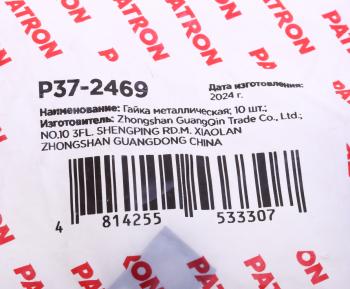 PATRON
P37-2469
Дата изготовления:
2024 г.
Наименование: Гайка металлическая; 10 шт.;
Изготовитель: Zhongshan GuangQin Trade Co., Ltd.;
NO.10 3FL. SHENGPING RD.M. XIAOLAN
ZHONGSHAN GUANGDONG CHINA
4 814255 533307
PATRON